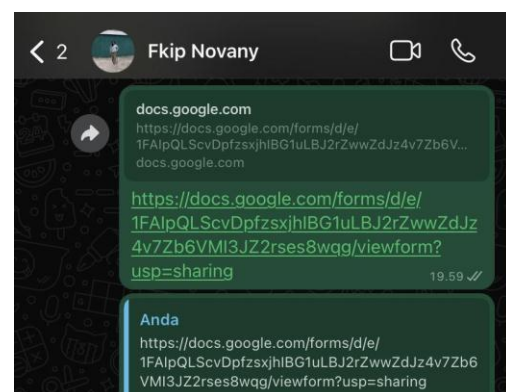 2 Fkip Novany
docs.google.com
https://docs.google.com/forms/d/e/
1FAIpQLScvDpfzsxjhIBG1uLBJ2rZwwZdJz4v7Zb6V...
docs.google.com
https://docs.google.com/forms/d/e/
1FAIpQLScvDpfzsxjhIBG1uLBJ2rZwwZdJz
4v7Zb6VMI3JZ2rses8wqg/viewform?
usp=sharing
19.59
Anda
https://docs.google.com/forms/d/e/
1FAIpQLScvDpfzsxjhIBG1uLBJ2rZwwZdJz4v7Zb6
VMI3JZ2rses8wqg/viewform?usp=sharing